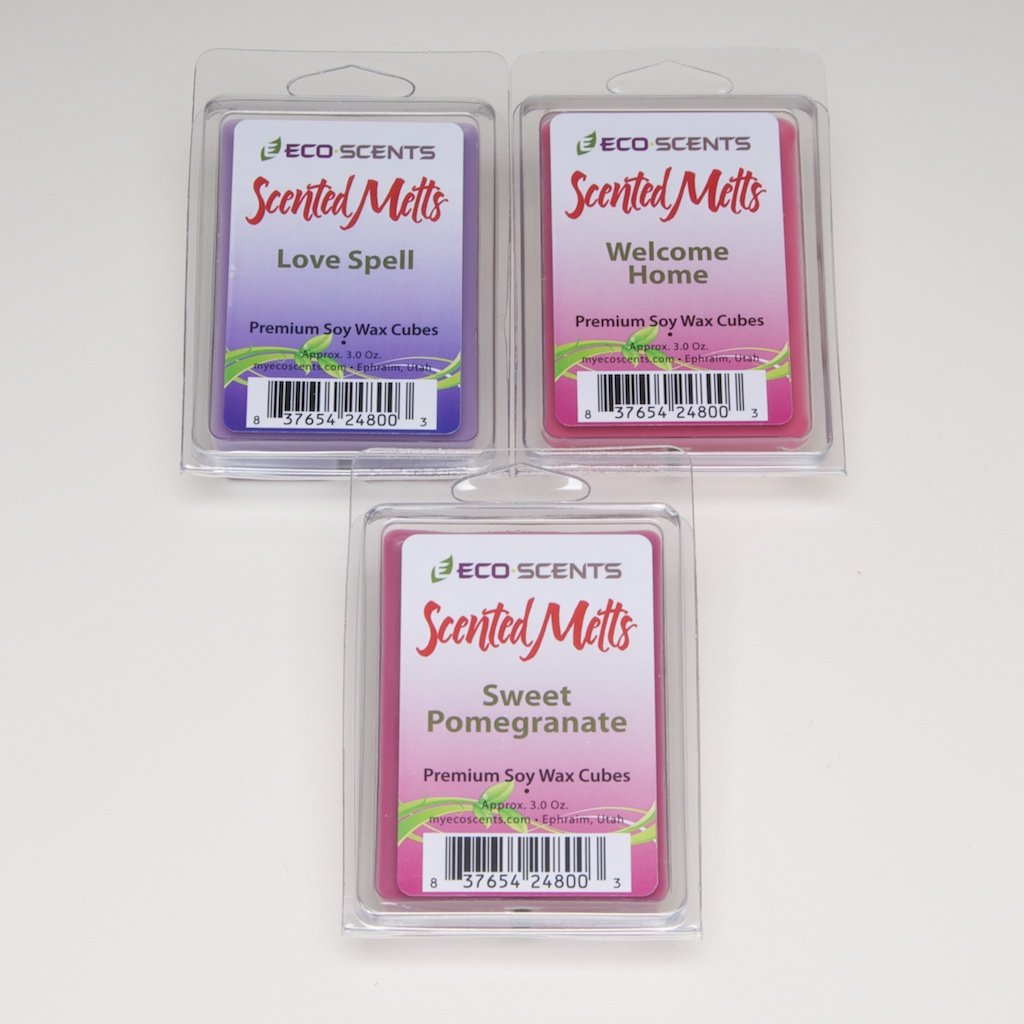 ECO·SCENTS
Scented Melts
Love Spell
Premium Soy Wax Cubes
•
Approx. 3.0 Oz.
myecoscents.com • Ephraim, Utah
8 37654 24800 3
ECO·SCENTS
Scented Melts
Welcome
Home
Premium Soy Wax Cubes
•
Approx. 3.0 Oz.
myecoscents.com • Ephraim, Utah
8 37654 24800 3
ECO·SCENTS
Scented Melts
Sweet
Pomegranate
Premium Soy Wax Cubes
•
Approx. 3.0 Oz.
myecoscents.com • Ephraim, Utah
8 37654 24800 3